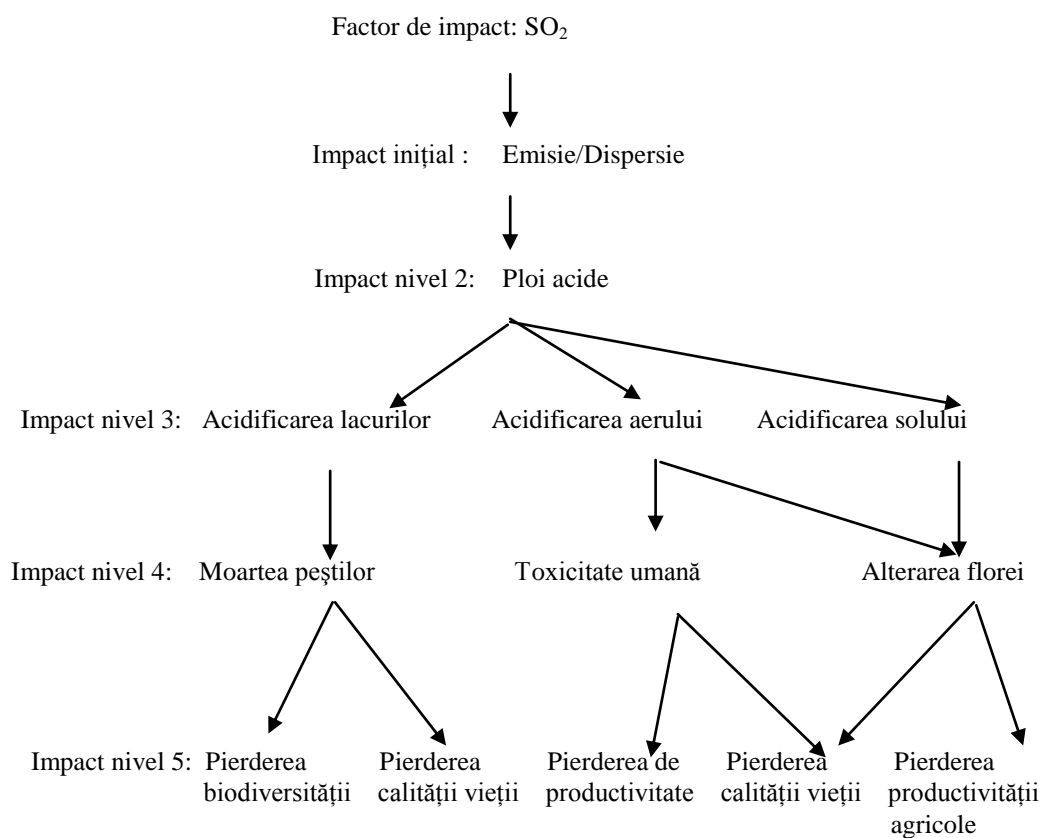 Factor de impact: SO₂
Impact inițial : Emisie/Dispersie
Impact nivel 2: Ploi acide
Impact nivel 3: Acidificarea lacurilor Acidificarea aerului Acidificarea solului
Impact nivel 4: Moartea peştilor Toxicitate umană Alterarea florei
Impact nivel 5: Pierderea Pierderea Pierderea de Pierderea Pierderea
biodiversității calității vieții productivitate calității vieții productivității
agricole